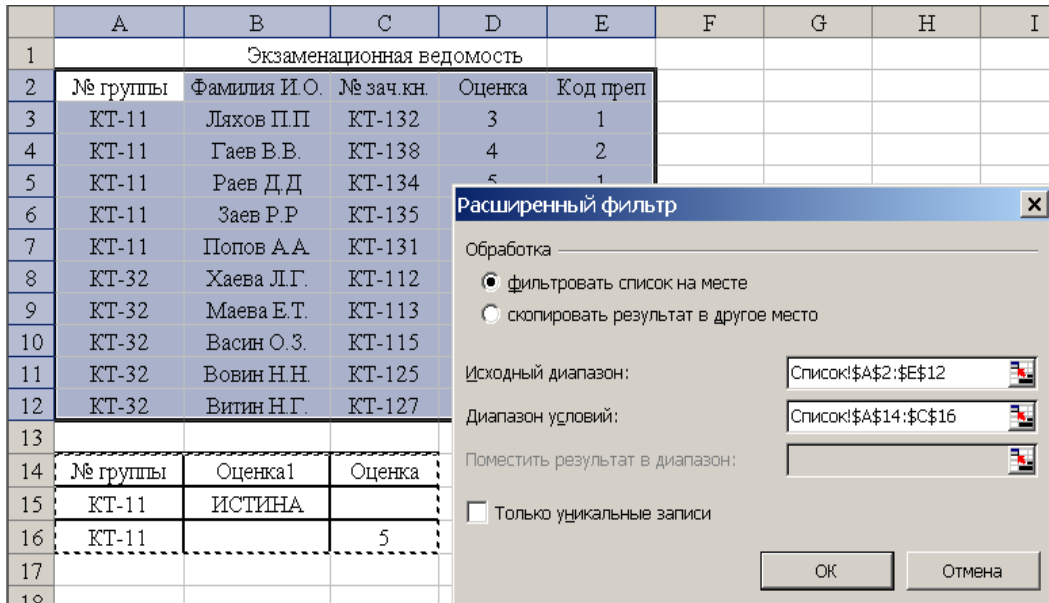 A B C D E F G H I
1 Экзаменационная ведомость
2 № группы Фамилия И.О. № зач.кн. Оценка Код преп
3 КТ-11 Ляхов П.П КТ-132 3 1
4 КТ-11 Гаев В.В. КТ-138 4 2
5 КТ-11 Раев Д.Д КТ-134 5 1
6 КТ-11 Заев Р.Р КТ-135
7 КТ-11 Попов А.А. КТ-131
8 КТ-32 Хаева Л.Г. КТ-112
9 КТ-32 Маева Е.Т. КТ-113
10 КТ-32 Васин О.З. КТ-115
11 КТ-32 Вовин Н.Н. КТ-125
12 КТ-32 Витин Н.Г. КТ-127
13
14 № группы Оценка1 Оценка
15 КТ-11 ИСТИНА
16 КТ-11 5
17
18
Расширенный фильтр
Обработка
фильтровать список на месте
скопировать результат в другое место
Исходный диапазон: Список!$A$2:$E$12
Диапазон условий: Список!$A$14:$C$16
Поместить результат в диапазон:
Только уникальные записи
ОК Отмена